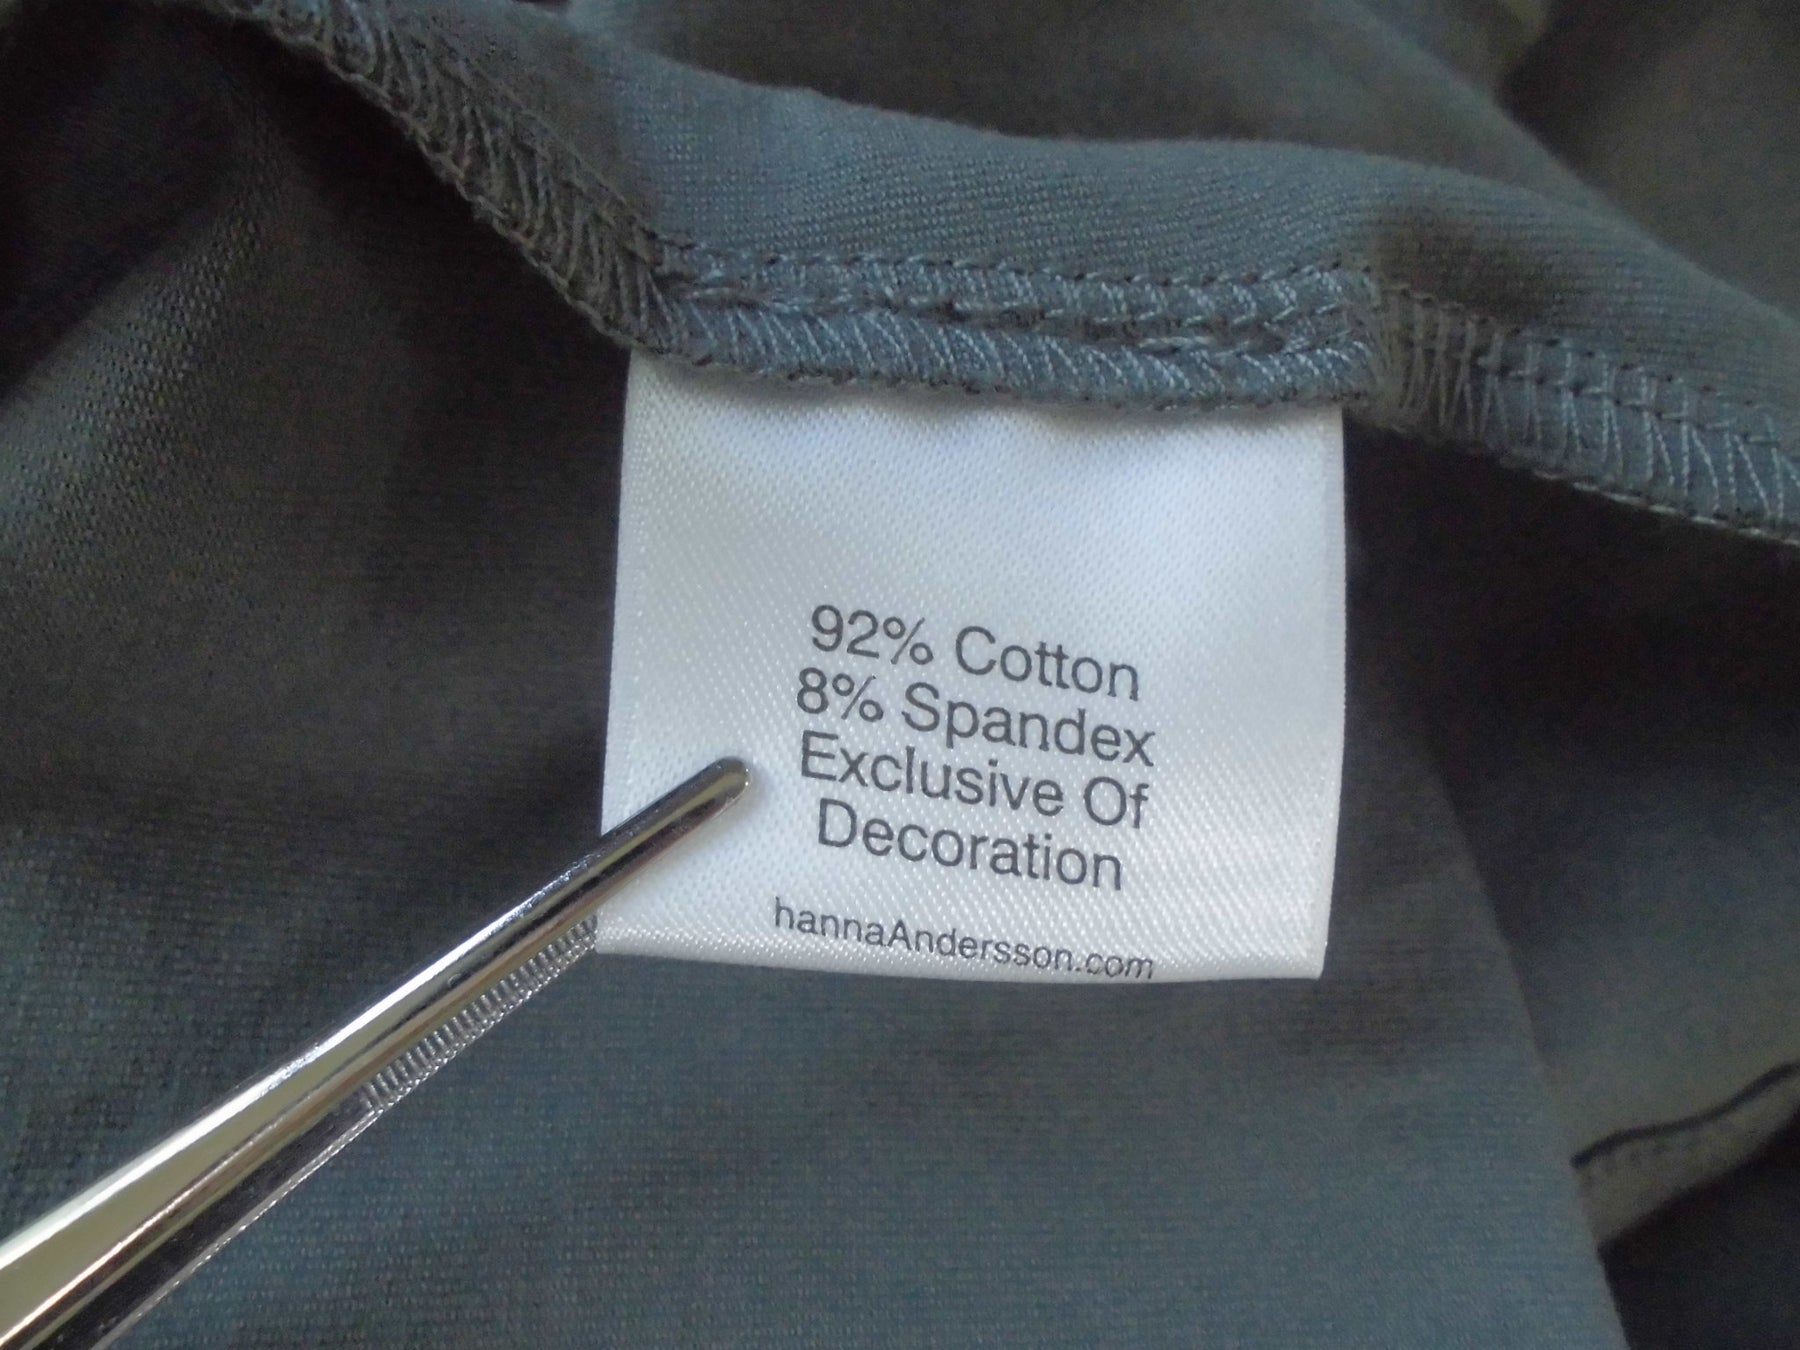 92% Cotton
8% Spandex
Exclusive Of
Decoration
hannaAndersson.com